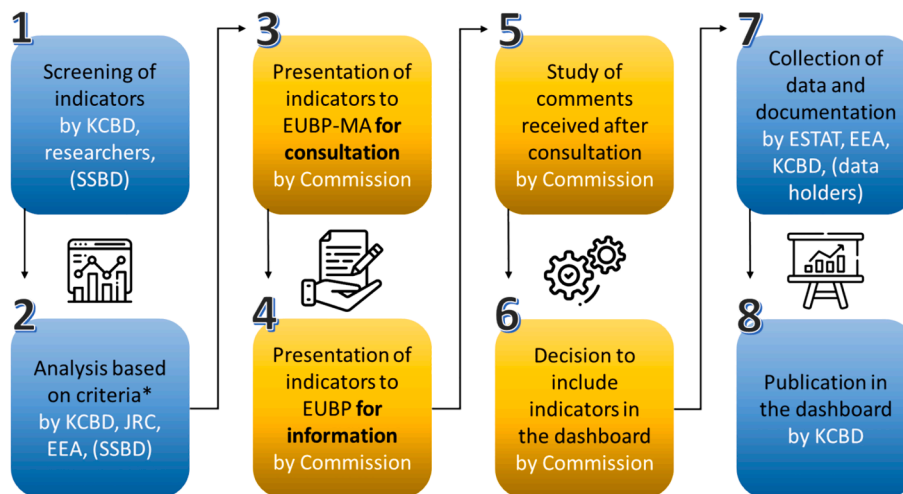 1
Screening of
indicators
by KCBD,
researchers,
(SSBD)
2
Analysis based
on criteria*
by KCBD, JRC,
EEA, (SSBD)
3
Presentation of
indicators to
EUBP-MA for
consultation
by Commission
4
Presentation of
indicators to
EUBP for
information
by Commission
5
Study of
comments
received after
consultation
by Commission
6
Decision to
include
indicators in
the dashboard
by Commission
7
Collection of
data and
documentation
by ESTAT, EEA,
KCBD, (data
holders)
8
Publication in
the dashboard
by KCBD